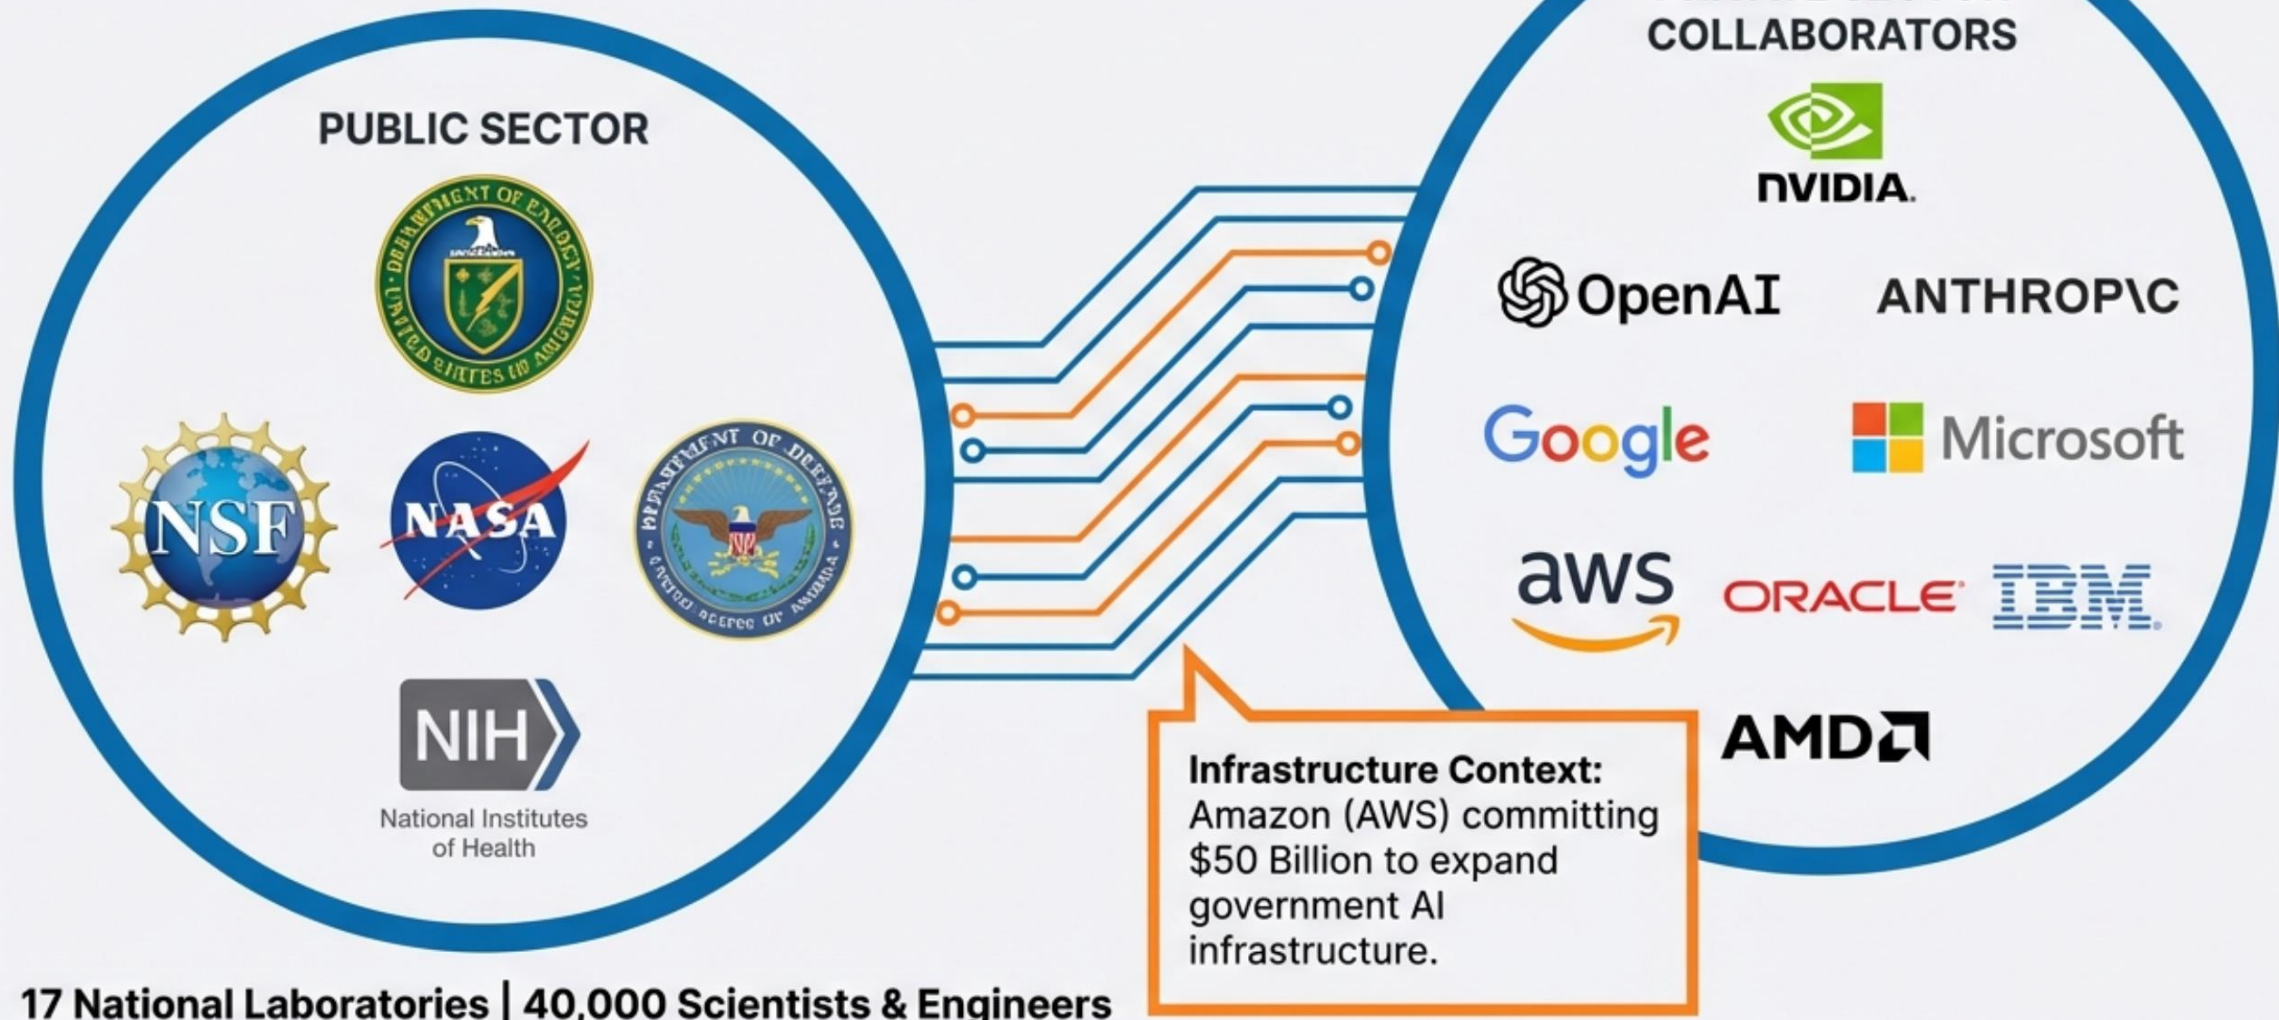 PUBLIC SECTOR
NSF
NASA
NIH
National Institutes
of Health
17 National Laboratories | 40,000 Scientists & Engineers
COLLABORATORS
NVIDIA.
OpenAI
ANTHROP\C
Google
Microsoft
aws
ORACLE
IBM
AMD
Infrastructure Context:
Amazon (AWS) committing
$50 Billion to expand
government AI
infrastructure.